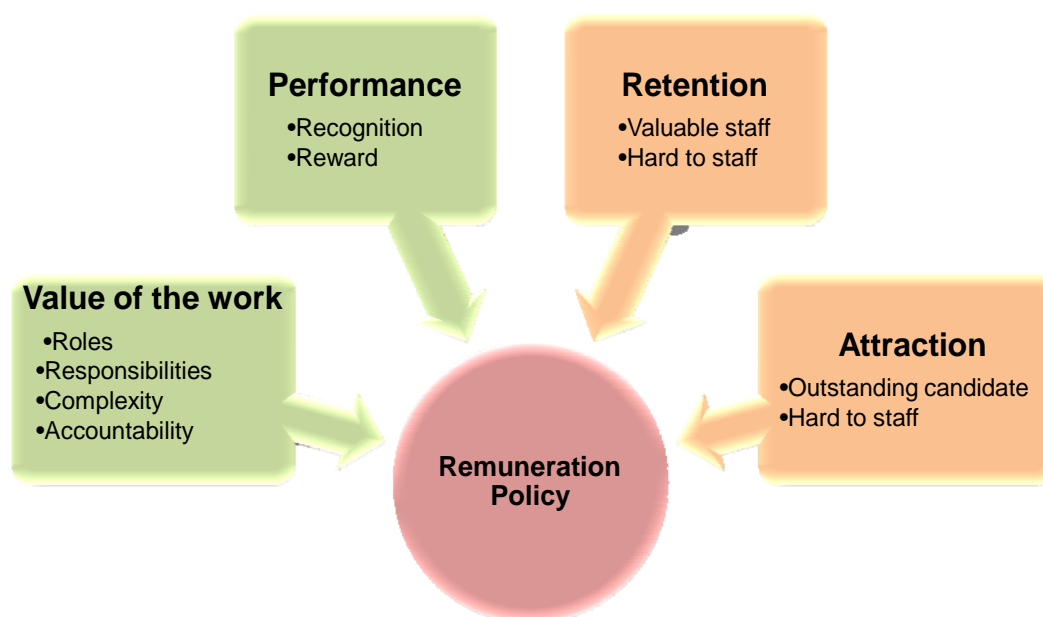 Performance
•Recognition
•Reward
Retention
•Valuable staff
•Hard to staff
Value of the work
•Roles
•Responsibilities
•Complexity
•Accountability
Attraction
•Outstanding candidate
•Hard to staff
Remuneration
Policy